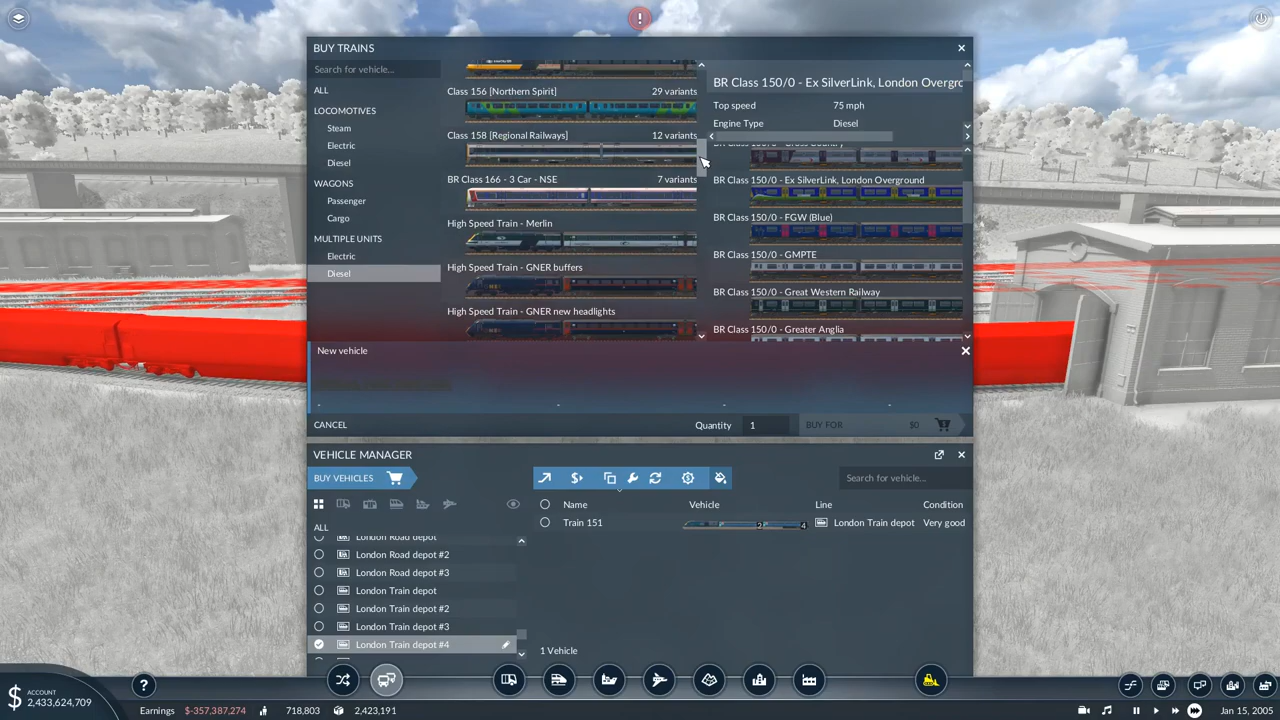 BUY TRAINS
Search for vehicle...
ALL
LOCOMOTIVES
Steam
Electric
Diesel
WAGONS
Passenger
Cargo
MULTIPLE UNITS
Electric
Diesel
Class 156 [Northern Spirit] 29 variants
Class 158 [Regional Railways] 12 variants
BR Class 166 - 3 Car - NSE 7 variants
High Speed Train - Merlin
High Speed Train - GNER buffers
High Speed Train - GNER new headlights
BR Class 150/0 - Ex SilverLink, London Overgro
Top speed 75 mph
Engine Type Diesel
BR Class 150/0 - Cross Country
BR Class 150/0 - Ex SilverLink, London Overground
BR Class 150/0 - FGW (Blue)
BR Class 150/0 - GMPTE
BR Class 150/0 - Great Western Railway
BR Class 150/0 - Greater Anglia
New vehicle
- - - -
CANCEL Quantity 1 BUY FOR $0
VEHICLE MANAGER
BUY VEHICLES Search for vehicle...
ALL
London Road depot
London Road depot #2
London Road depot #3
London Train depot
London Train depot #2
London Train depot #3
London Train depot #4
Name Vehicle Line Condition
Train 151 2 4 London Train depot Very good
1 Vehicle
$ ACCOUNT
2,433,624,709
?
Earnings $-357,387,274 718,803 2,423,191 Jan 15, 2005